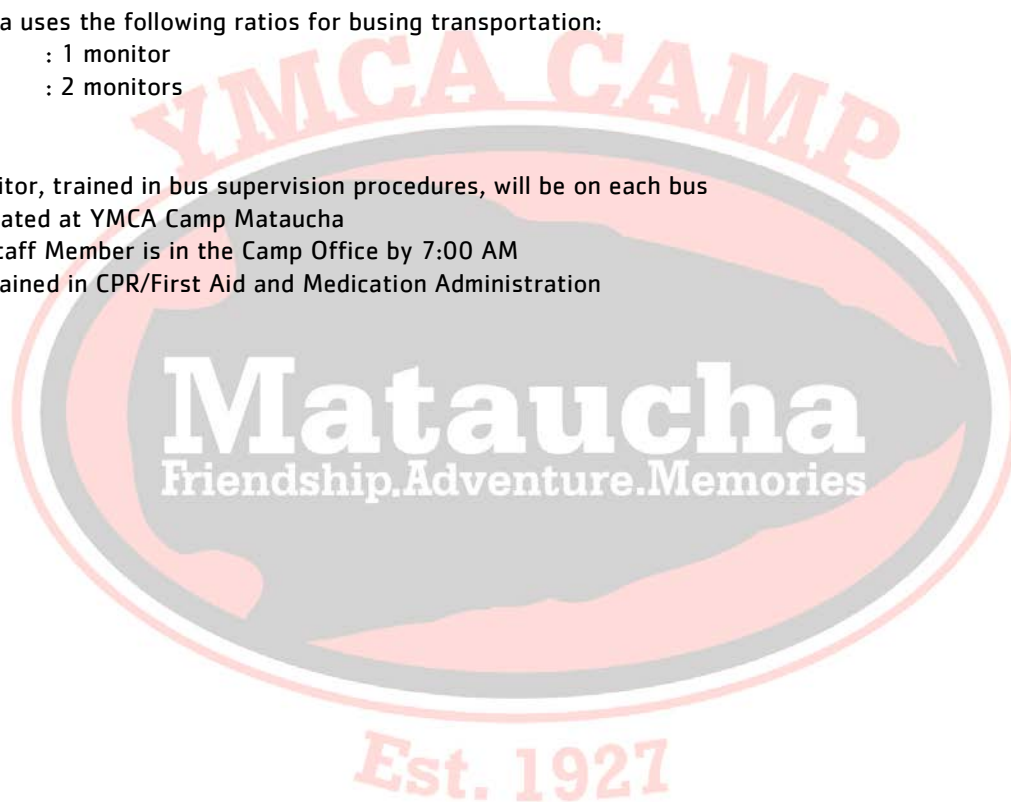 a uses the following ratios for busing transportation:
: 1 monitor
: 2 monitors
itor, trained in bus supervision procedures, will be on each bus
ated at YMCA Camp Mataucha
taff Member is in the Camp Office by 7:00 AM
ained in CPR/First Aid and Medication Administration
YMCA CAMP
Mataucha
Friendship.Adventure.Memories
Est. 1927